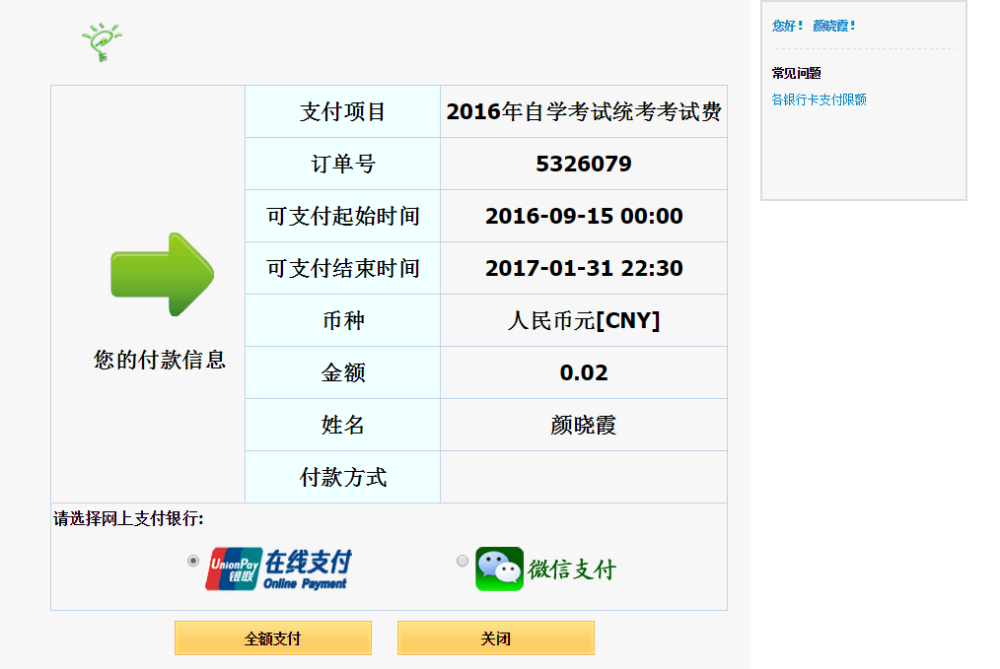 您好! 颜晓霞!
常见问题
各银行卡支付限额
您的付款信息
支付项目 2016年自学考试统考考试费
订单号 5326079
可支付起始时间 2016-09-15 00:00
可支付结束时间 2017-01-31 22:30
币种 人民币元[CNY]
金额 0.02
姓名 颜晓霞
付款方式
请选择网上支付银行:
UnionPay 银联 在线支付 Online Payment
微信支付
全额支付 关闭